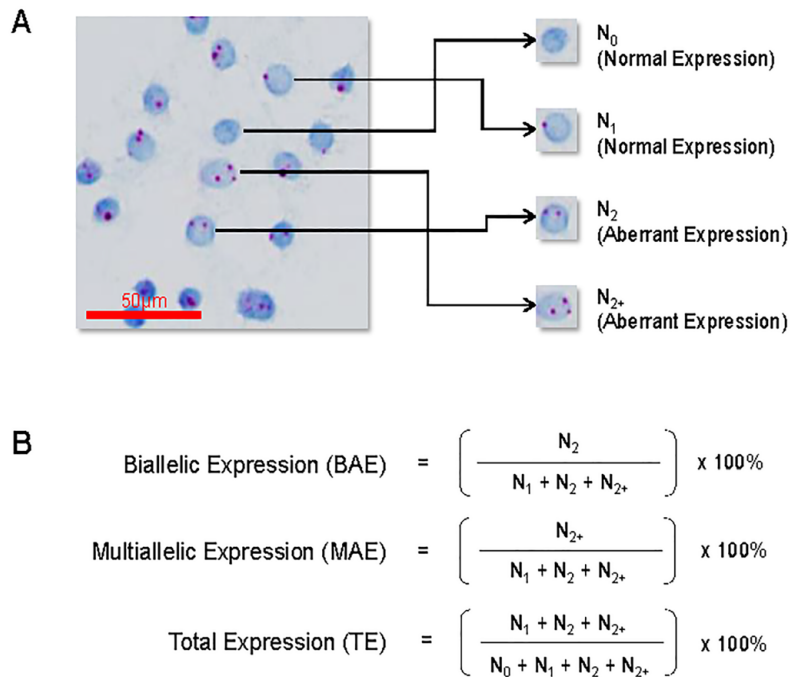 A
N₀
(Normal Expression)
N₁
(Normal Expression)
N₂
(Aberrant Expression)
N₂₊
(Aberrant Expression)
50µm
B
Biallelic Expression (BAE) = ( N₂ / N₁ + N₂ + N₂₊ ) x 100%
Multiallelic Expression (MAE) = ( N₂₊ / N₁ + N₂ + N₂₊ ) x 100%
Total Expression (TE) = ( N₁ + N₂ + N₂₊ / N₀ + N₁ + N₂ + N₂₊ ) x 100%